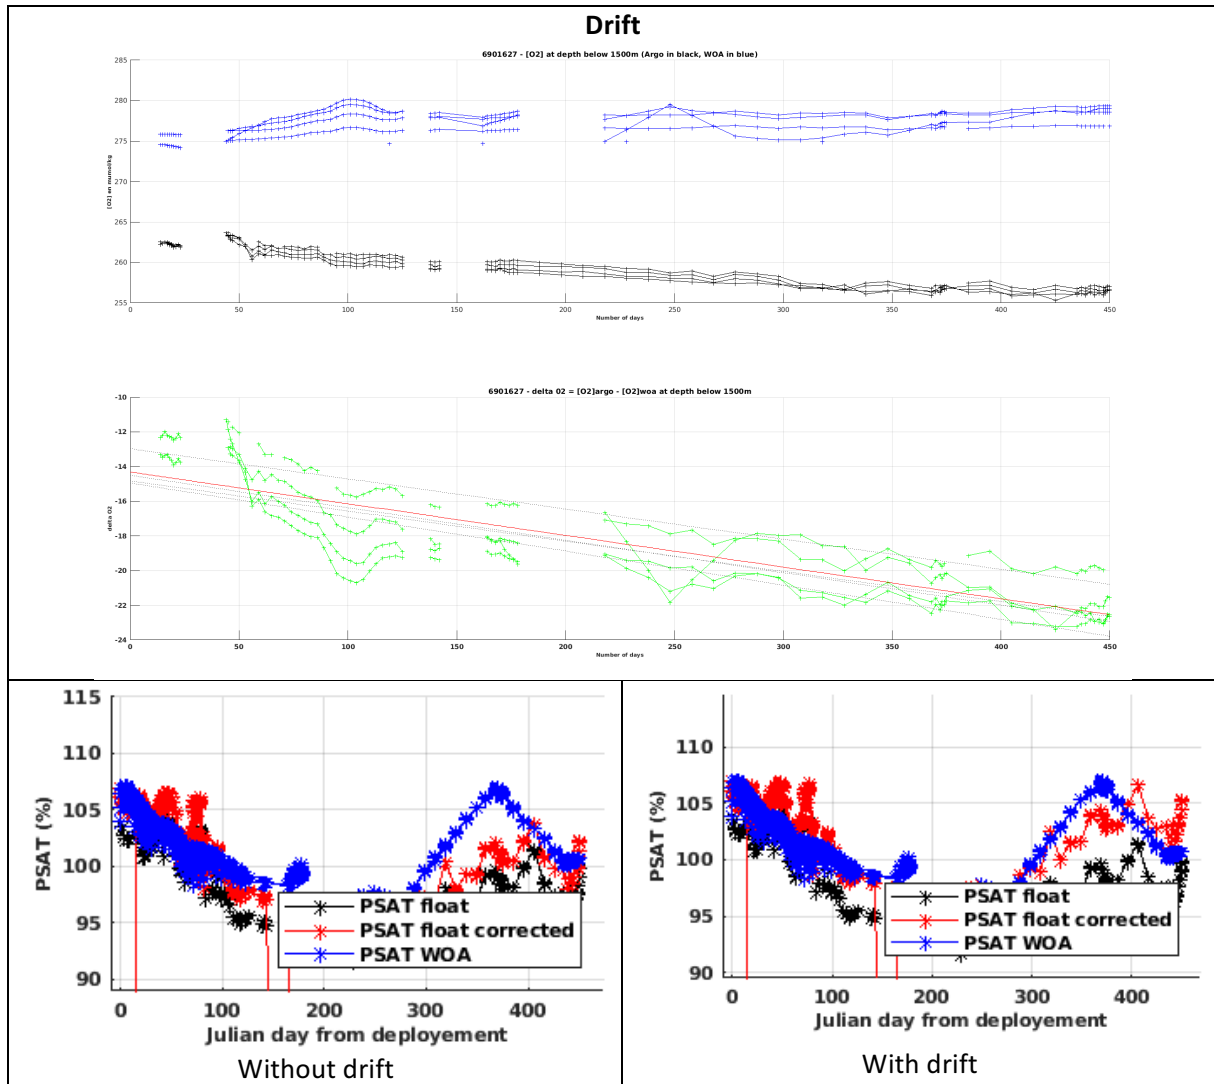 Drift
6901627 - [O2] at depth below 1500m (Argo in black, WOA in blue)
285
280
275
270
265
260
255
[O2] en mumol/kg
0 50 100 150 200 250 300 350 400 450
Number of days
6901627 - delta O2 = [O2]argo - [O2]woa at depth below 1500m
-10
-12
-14
-16
-18
-20
-22
-24
delta O2
0 50 100 150 200 250 300 350 400 450
Number of days
115
110
105
100
95
90
PSAT (%)
PSAT float
PSAT float corrected
PSAT WOA
0 100 200 300 400
Julian day from deployement
Without drift
110
105
100
95
90
PSAT (%)
PSAT float
PSAT float corrected
PSAT WOA
0 100 200 300 400
Julian day from deployement
With drift